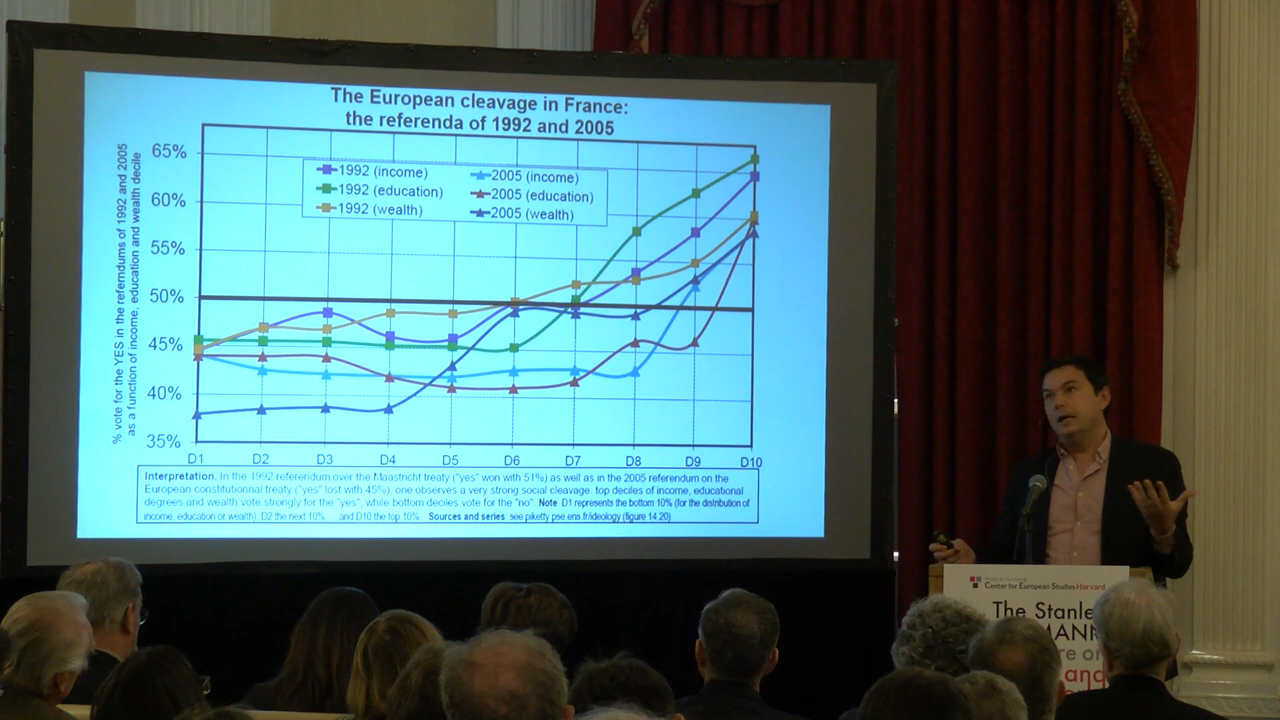 The European cleavage in France:
the referenda of 1992 and 2005
% vote for the YES in the referendums of 1992 and 2005
as a function of income, education and wealth decile
65%
60%
55%
50%
45%
40%
35%
1992 (income)
1992 (education)
1992 (wealth)
2005 (income)
2005 (education)
2005 (wealth)
D1 D2 D3 D4 D5 D6 D7 D8 D9 D10
Interpretation. In the 1992 referendum over the Maastricht treaty ("yes" won with 51%) as well as in the 2005 referendum on the
European constitutionnal treaty ("yes" lost with 45%), one observes a very strong social cleavage top deciles of income, educational
degrees and wealth vote strongly for the "yes", while bottom deciles vote for the "no" Note D1 represents the bottom 10% (for the distribution of
income, education or wealth) D2 the next 10% and D10 the top 10% Sources and series see piketty pse ens fr/ideology (figure 14.20).
Center for European Studies Harvard
The Stanle
MANN
re on
and